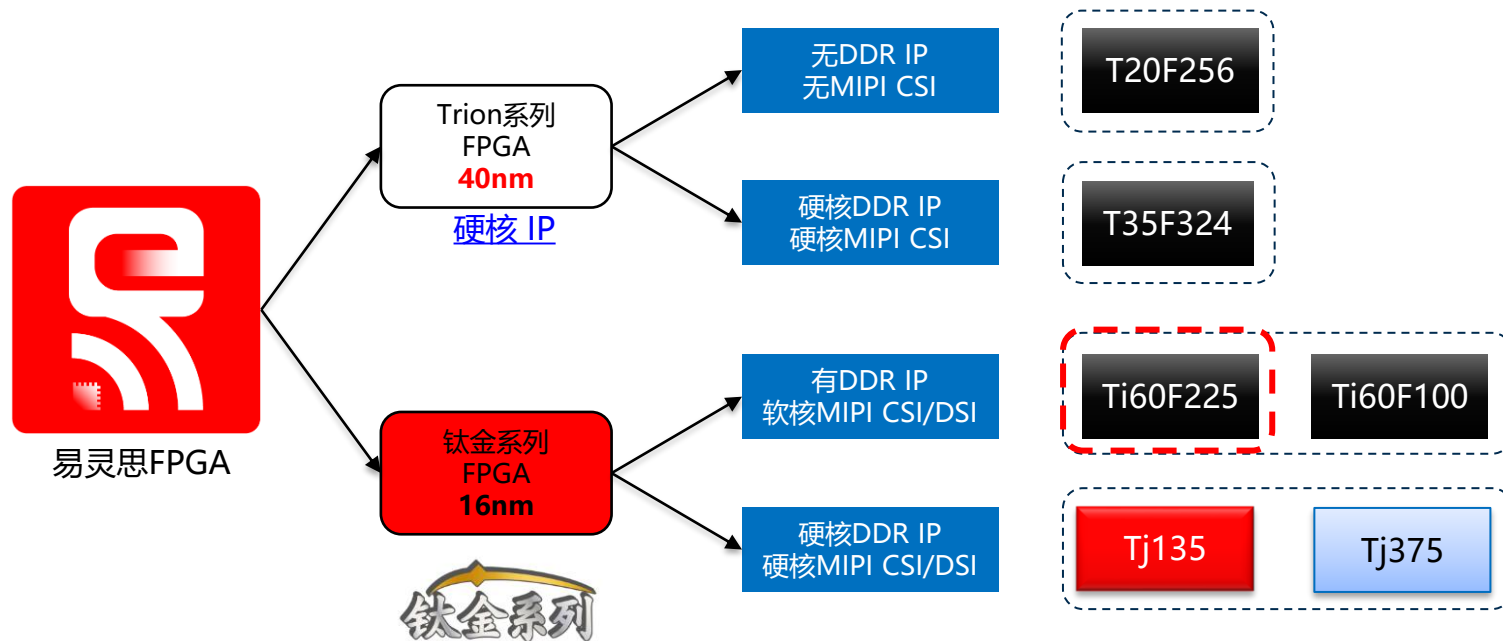 无DDR IP
无MIPI CSI
T20F256
Trion系列
FPGA
40nm
硬核 IP
硬核DDR IP
硬核MIPI CSI
T35F324
易灵思FPGA
有DDR IP
软核MIPI CSI/DSI
Ti60F225
Ti60F100
钛金系列
FPGA
16nm
硬核DDR IP
硬核MIPI CSI/DSI
Tj135
Tj375
钛金系列